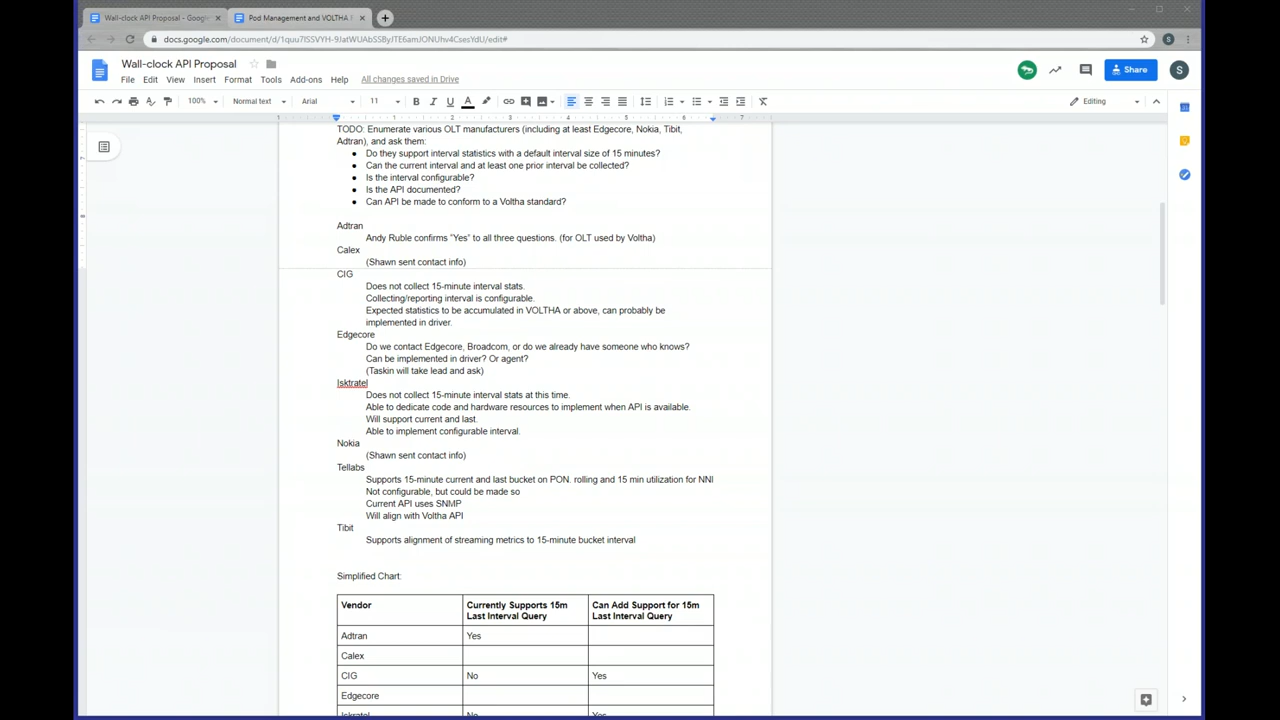 Wall-clock API Proposal - Google
Pod Management and VOLTHA F
docs.google.com/document/d/1quu7ISSVYH-9JatWUAbSSByJTE6amJONUhv4CsesYdU/edit#
Wall-clock API Proposal
File Edit View Insert Format Tools Add-ons Help All changes saved in Drive
Share
S
100% Normal text Arial 11 B I U A Editing
1 1 2 3 4 5 6 7
TODO: Enumerate various OLT manufacturers (including at least Edgecore, Nokia, Tibit,
Adtran), and ask them:
● Do they support interval statistics with a default interval size of 15 minutes?
● Can the current interval and at least one prior interval be collected?
● Is the interval configurable?
● Is the API documented?
● Can API be made to conform to a Voltha standard?
Adtran
Andy Ruble confirms "Yes" to all three questions. (for OLT used by Voltha)
Calex
(Shawn sent contact info)
CIG
Does not collect 15-minute interval stats.
Collecting/reporting interval is configurable.
Expected statistics to be accumulated in VOLTHA or above, can probably be
implemented in driver.
Edgecore
Do we contact Edgecore, Broadcom, or do we already have someone who knows?
Can be implemented in driver? Or agent?
(Taskin will take lead and ask)
Isktratel
Does not collect 15-minute interval stats at this time.
Able to dedicate code and hardware resources to implement when API is available.
Will support current and last.
Able to implement configurable interval.
Nokia
(Shawn sent contact info)
Tellabs
Supports 15-minute current and last bucket on PON. rolling and 15 min utilization for NNI
Not configurable, but could be made so
Current API uses SNMP
Will align with Voltha API
Tibit
Supports alignment of streaming metrics to 15-minute bucket interval
Simplified Chart:
Vendor Currently Supports 15m Can Add Support for 15m
Last Interval Query Last Interval Query
Adtran Yes
Calex
CIG No Yes
Edgecore
Iskratel No Yes